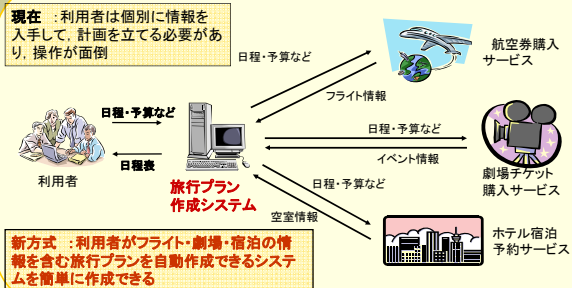 現在 :利用者は個別に情報を
入手して, 計画を立てる必要があ
り, 操作が面倒
日程・予算など
航空券購入
サービス
フライト情報
日程・予算など
日程・予算など
イベント情報
日程表
利用者
旅行プラン
作成システム
劇場チケット
購入サービス
日程・予算など
空室情報
ホテル宿泊
予約サービス
新方式 :利用者がフライト・劇場・宿泊の情
報を含む旅行プランを自動作成できるシステ
ムを簡単に作成できる